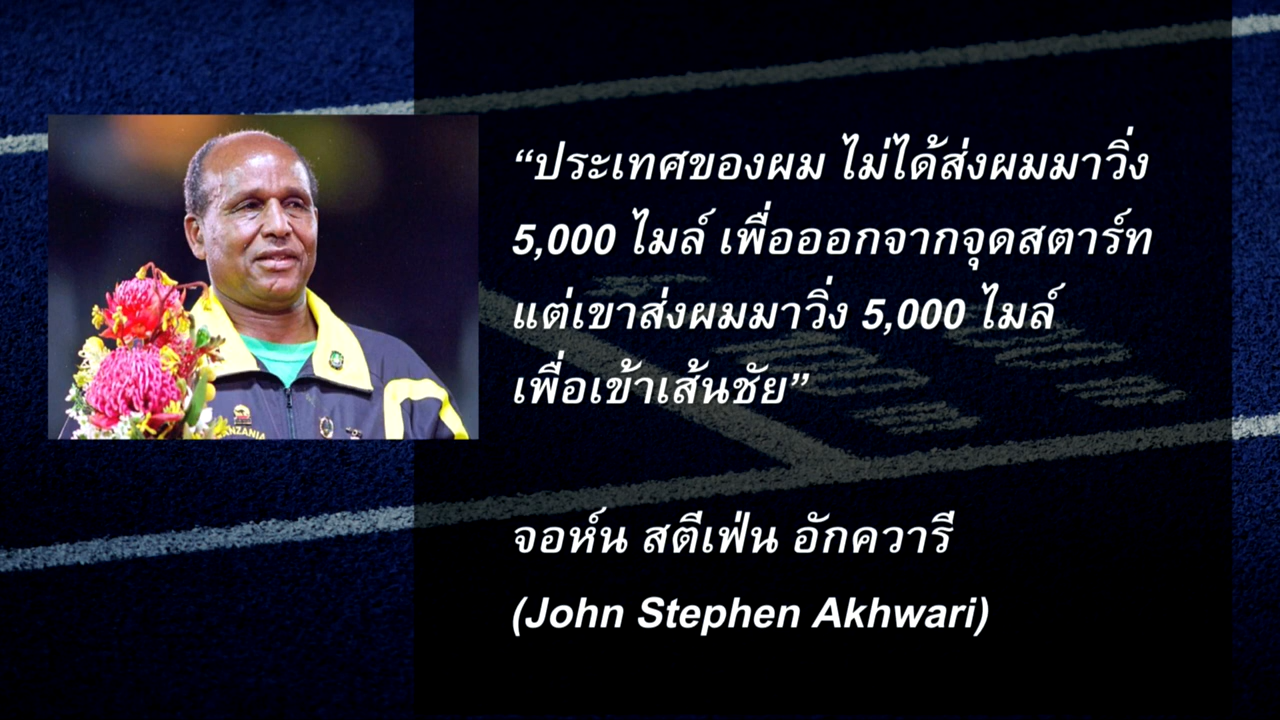 “ประเทศของผม ไม่ได้ส่งผมมาวิ่ง
5,000 ไมล์ เพื่อออกจากจุดสตาร์ท
แต่เขาส่งผมมาวิ่ง 5,000 ไมล์
เพื่อเข้าเส้นชัย”
จอห์น สตีเฟ่น อักควารี
(John Stephen Akhwari)
TANZANIA